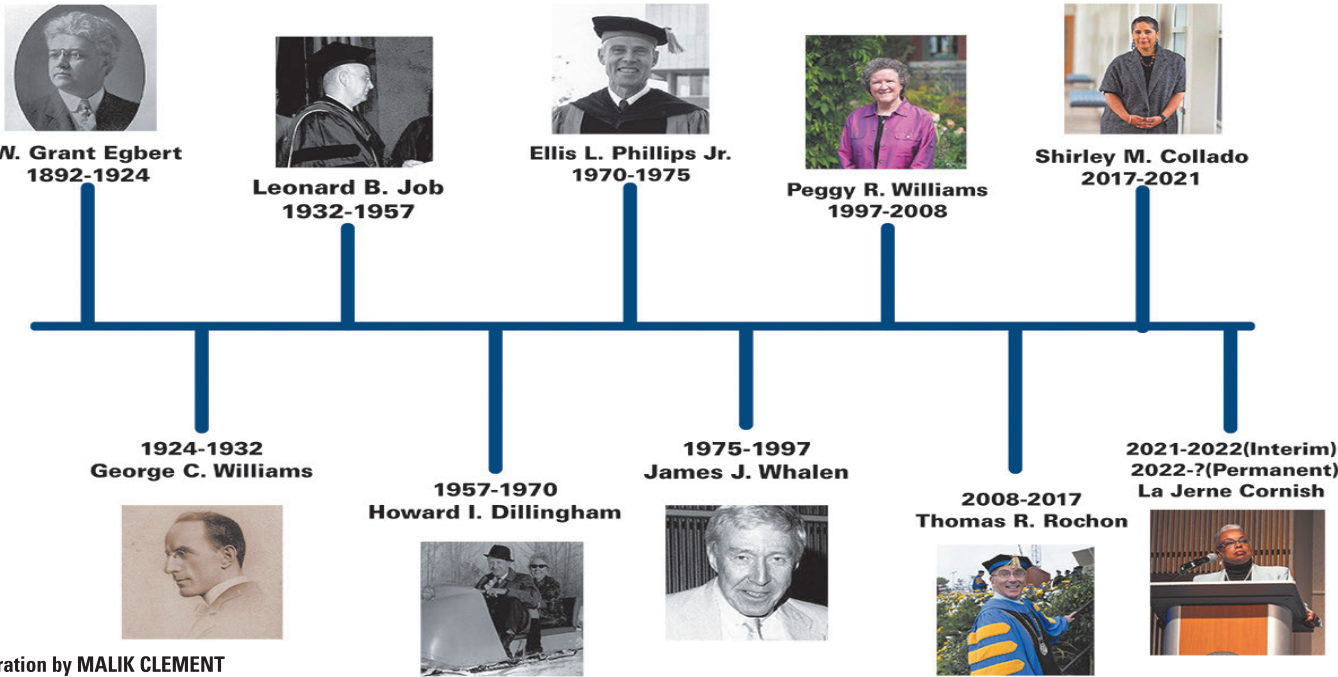 W. Grant Egbert
1892-1924
Leonard B. Job
1932-1957
Ellis L. Phillips Jr.
1970-1975
Peggy R. Williams
1997-2008
Shirley M. Collado
2017-2021
1924-1932
George C. Williams
1957-1970
Howard I. Dillingham
1975-1997
James J. Whalen
2008-2017
Thomas R. Rochon
2021-2022(Interim)
2022-?(Permanent)
La Jerne Cornish
by MALIK CLEMENT